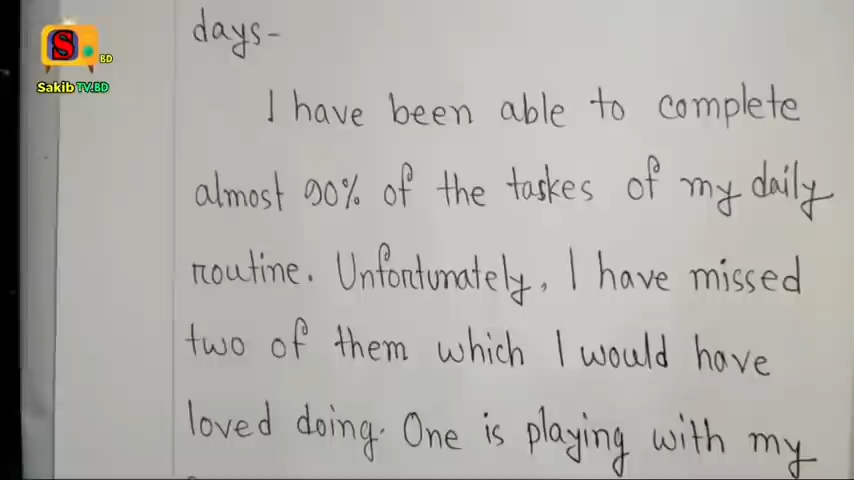 S
BD
Sakib TV.BD
days-
I have been able to complete
almost 90% of the taskes of my daily
routine. Unfortunately, I have missed
two of them which I would have
loved doing. One is playing with my